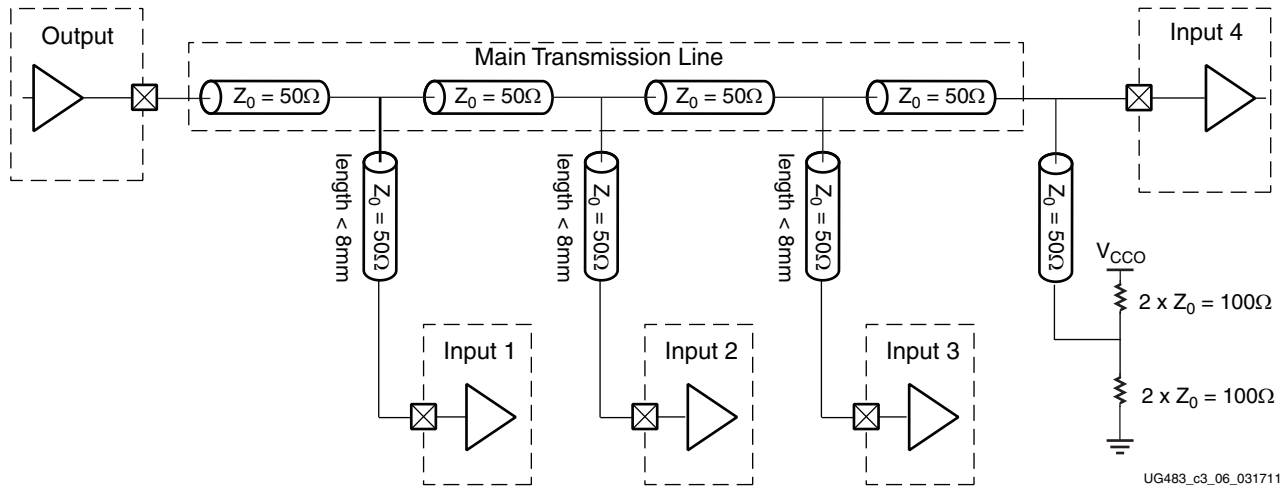 Output
Main Transmission Line
Input 4
Z0 = 50Ω
Z0 = 50Ω
Z0 = 50Ω
Z0 = 50Ω
length < 8mm
Z0 = 50Ω
length < 8mm
Z0 = 50Ω
length < 8mm
Z0 = 50Ω
Z0 = 50Ω
VCCO
2 x Z0 = 100Ω
Input 1
Input 2
Input 3
2 x Z0 = 100Ω
UG483_c3_06_031711